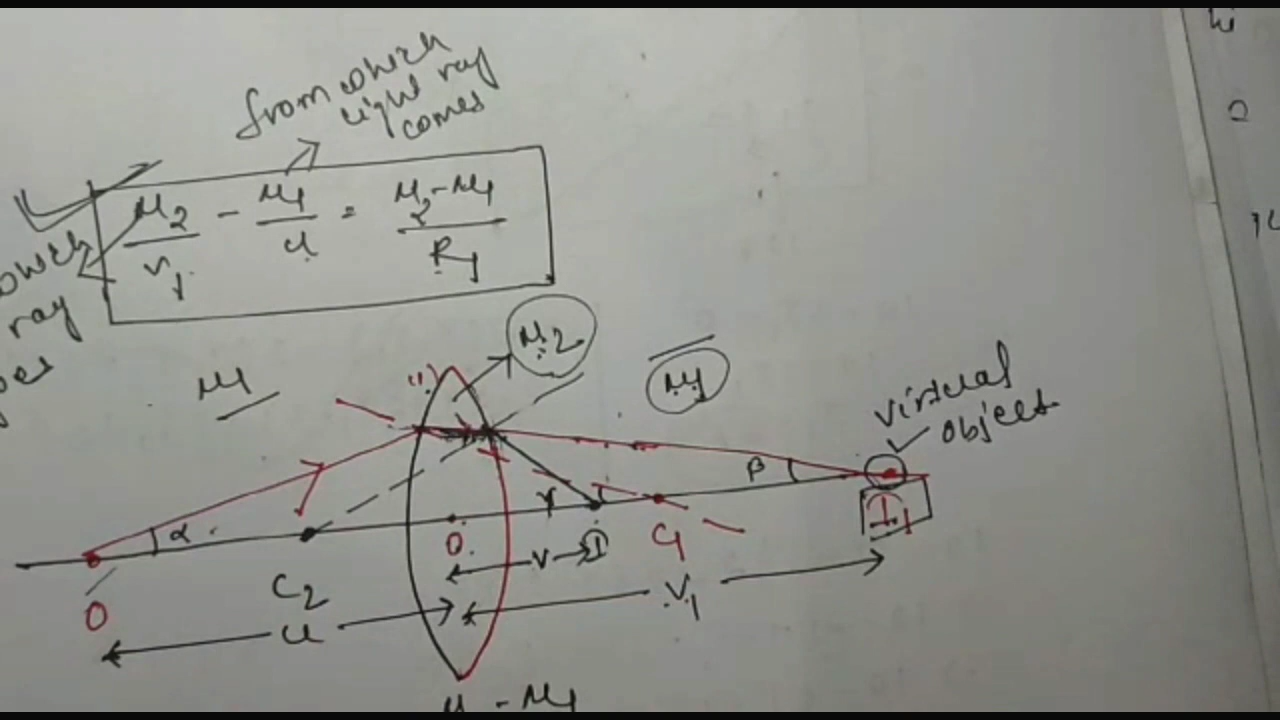 from which
light ray
comes
μ2/v1 - μ1/u = μ2-μ1/R1
which
ray
μ1
μ2
μ1
virtual
object
α
β
γ
O
C2
O
I
C1
I1
u
v
v1
μ - μ1